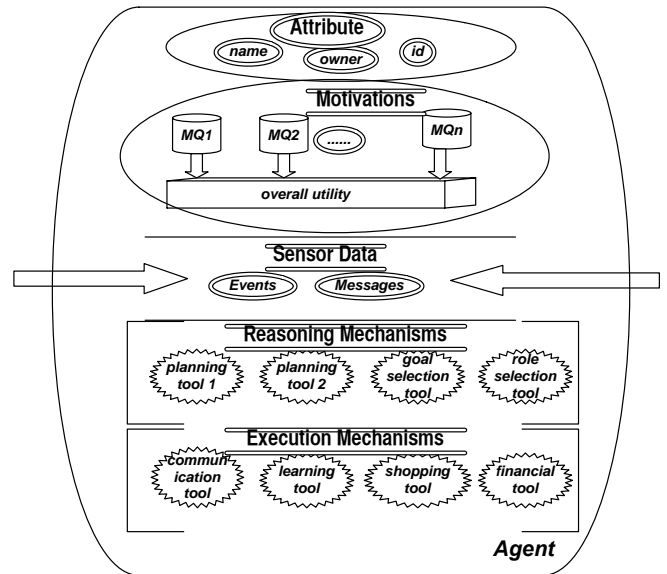 Attribute
name
owner
id
Motivations
MQ1
MQ2
......
MQn
overall utility
Sensor Data
Events
Messages
Reasoning Mechanisms
planning
tool 1
planning
tool 2
goal
selection
tool
role
selection
tool
Execution Mechanisms
commun
ication
tool
learning
tool
shopping
tool
financial
tool
Agent